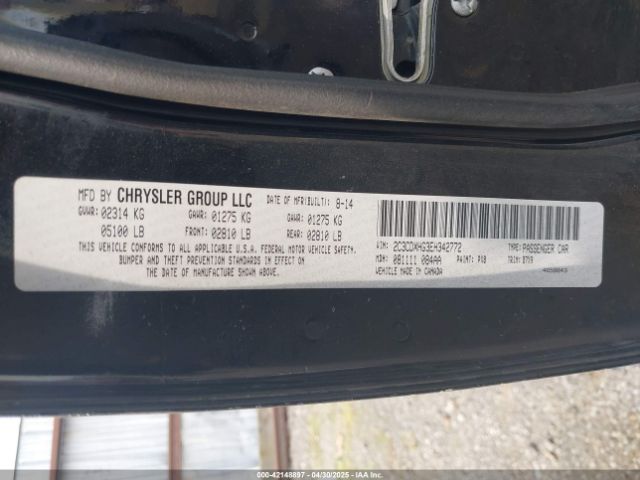 MFD BY CHRYSLER GROUP LLC DATE OF MFR(BUILT): 8-14
GVWR: 02314 KG GAWR: 01275 KG GAWR: 01275 KG
05100 LB FRONT: 02810 LB REAR: 02810 LB
THIS VEHICLE CONFORMS TO ALL APPLICABLE U.S.A. FEDERAL MOTOR VEHICLE SAFETY,
BUMPER AND THEFT PREVENTION STANDARDS IN EFFECT ON
THE DATE OF MANUFACTURE SHOWN ABOVE.
VIN: 2C3CDXHG3EH342772 TYPE: PASSENGER CAR
MDH: 081111 084AA PAINT: PX8 TRIM: B7X9
VEHICLE MADE IN CANADA
000-42148897 - 04/30/2025 -